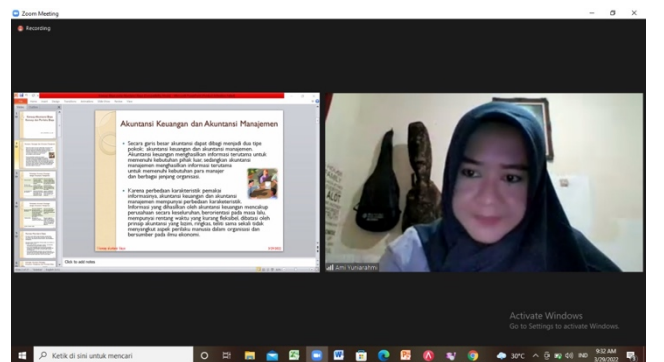 Zoom Meeting
Recording
Akuntansi Keuangan dan Akuntansi Manajemen
Secara garis besar akuntansi dapat dibagi menjadi dua tipe
pokok; akuntansi keuangan dan akuntansi manajemen.
Akuntansi keuangan menghasilkan informasi terutama untuk
memenuhi kebutuhan pihak luar, sedangkan akuntansi
manajemen menghasilkan informasi terutama
untuk memenuhi kebutuhan para manajer
dan berbagai jenjang organisasi.
Karena perbedaan karakteristik pemakai
informasinya, akuntansi keuangan dan akuntansi
manajemen mempunyai perbedaan karakteristik.
Informasi yang dihasilkan oleh akuntansi keuangan mencakup
perusahaan secara keseluruhan, berorientasi pada masa lalu,
mempunyai rentang waktu yang kurang fleksibel, dibatasi oleh
prinsip akuntansi yang lazim, ringkas, teliti sama sekali tidak
menyangkut aspek perilaku manusia dalam organisasi dan
bersumber pada ilmu ekonomi.
Click to add notes
Ami Yuniarahmi
Activate Windows
Go to Settings to activate Windows.
Ketik di sini untuk mencari
30°C
IND
9:32 AM
3/29/2022